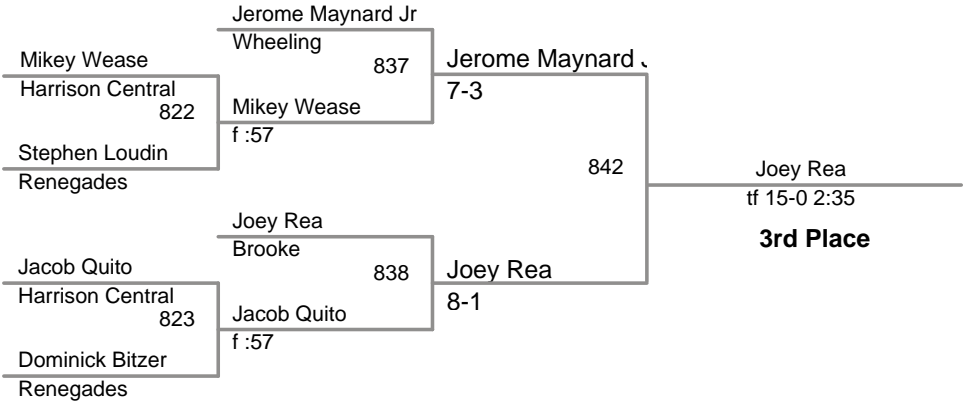 Jerome Maynard Jr
Wheeling
Mikey Wease
Harrison Central
822
837
Jerome Maynard J
7-3
Mikey Wease
f :57
Stephen Loudin
Renegades
842
Joey Rea
tf 15-0 2:35
3rd Place
Joey Rea
Brooke
Jacob Quito
Harrison Central
823
838
Joey Rea
8-1
Jacob Quito
f :57
Dominick Bitzer
Renegades